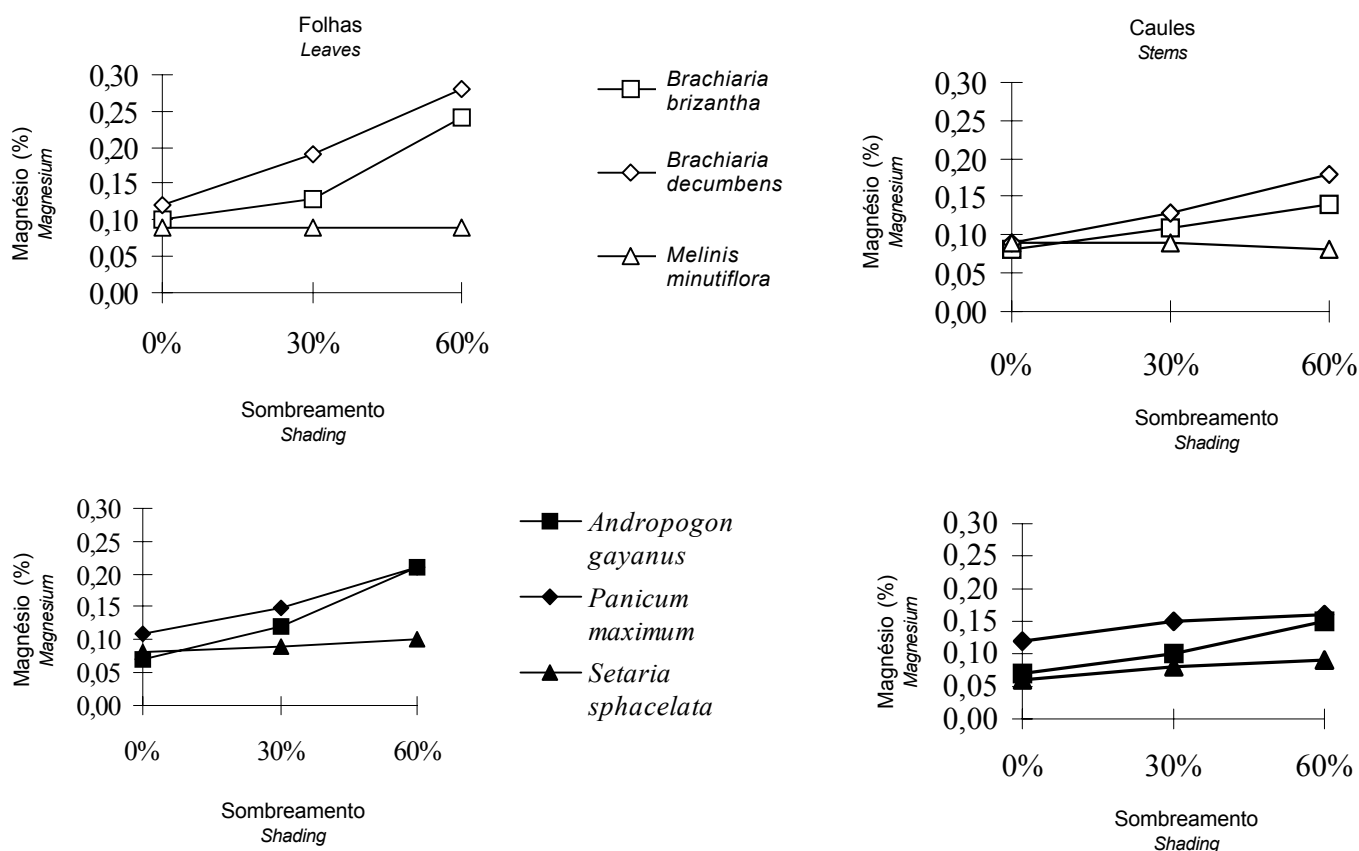 Folhas
Leaves
Magnésio (%)
Magnesium
0,30
0,25
0,20
0,15
0,10
0,05
0,00
0% 30% 60%
Sombreamento
Shading
Brachiaria
brizantha
Brachiaria
decumbens
Melinis
minutiflora
Caules
Stems
Magnésio (%)
Magnesium
0,30
0,25
0,20
0,15
0,10
0,05
0,00
0% 30% 60%
Sombreamento
Shading
Magnésio (%)
Magnesium
0,30
0,25
0,20
0,15
0,10
0,05
0,00
0% 30% 60%
Sombreamento
Shading
Andropogon
gayanus
Panicum
maximum
Setaria
sphacelata
Magnésio (%)
Magnesium
0,30
0,25
0,20
0,15
0,10
0,05
0,00
0% 30% 60%
Sombreamento
Shading